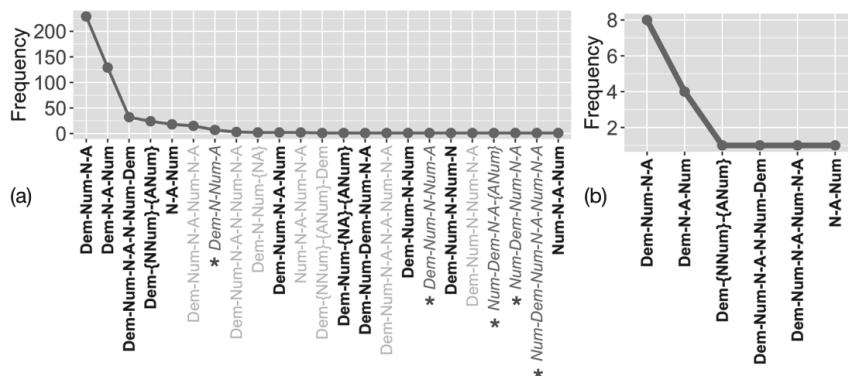 Frequency
200
150
100
50
25
0
Dem-Num-N-A
Dem-N-A-Num
Dem-Num-N-A-N-Num-Dem
Dem-{NNum}-{ANum}
N-A-Num
Dem-Num-N-A-Num-N-A
* Dem-N-Num-A
Dem-Num-N-A-N-Num-N-A
Dem-N-Num-{NA}
Dem-Num-N-A-Num
Num-N-A-Num-N-A
Dem-{NNum}-{ANum}-Dem
Dem-Num-{NA}-{ANum}
Dem-Num-Dem-Num-N-A
Dem-Num-N-A-N-A-Num-N-A
Dem-Num-N-Num
* Dem-Num-N-Num-A
Dem-Num-N-Num-N
Dem-Num-N-Num-N-A
* Num-Dem-N-A-{ANum}
* Num-Dem-Num-N-A
* Num-Dem-Num-N-A-Num-N-A
Num-N-A-Num
(a)
Frequency
8
6
4
2
Dem-Num-N-A
Dem-N-A-Num
Dem-{NNum}-{ANum}
Dem-Num-N-A-N-Num-Dem
Dem-Num-N-A-Num-N-A
N-A-Num
(b)